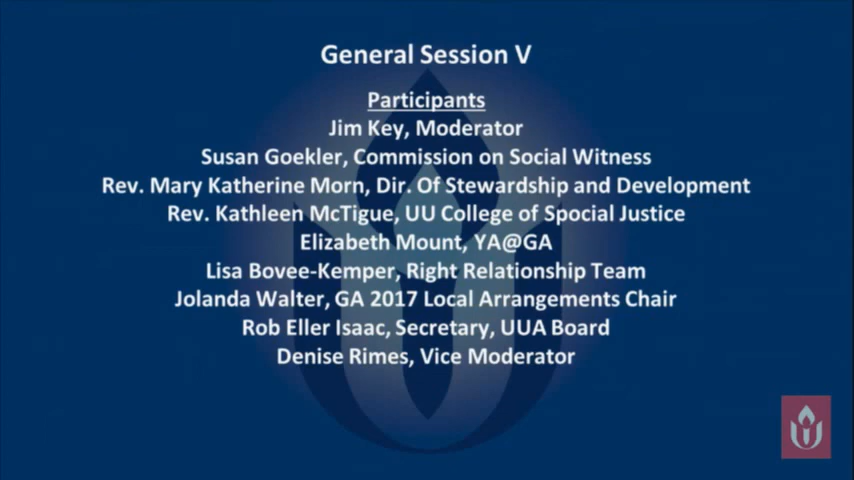 General Session V
Participants
Jim Key, Moderator
Susan Goekler, Commission on Social Witness
Rev. Mary Katherine Morn, Dir. Of Stewardship and Development
Rev. Kathleen McTigue, UU College of Spocial Justice
Elizabeth Mount, YA@GA
Lisa Bovee-Kemper, Right Relationship Team
Jolanda Walter, GA 2017 Local Arrangements Chair
Rob Eller Isaac, Secretary, UUA Board
Denise Rimes, Vice Moderator